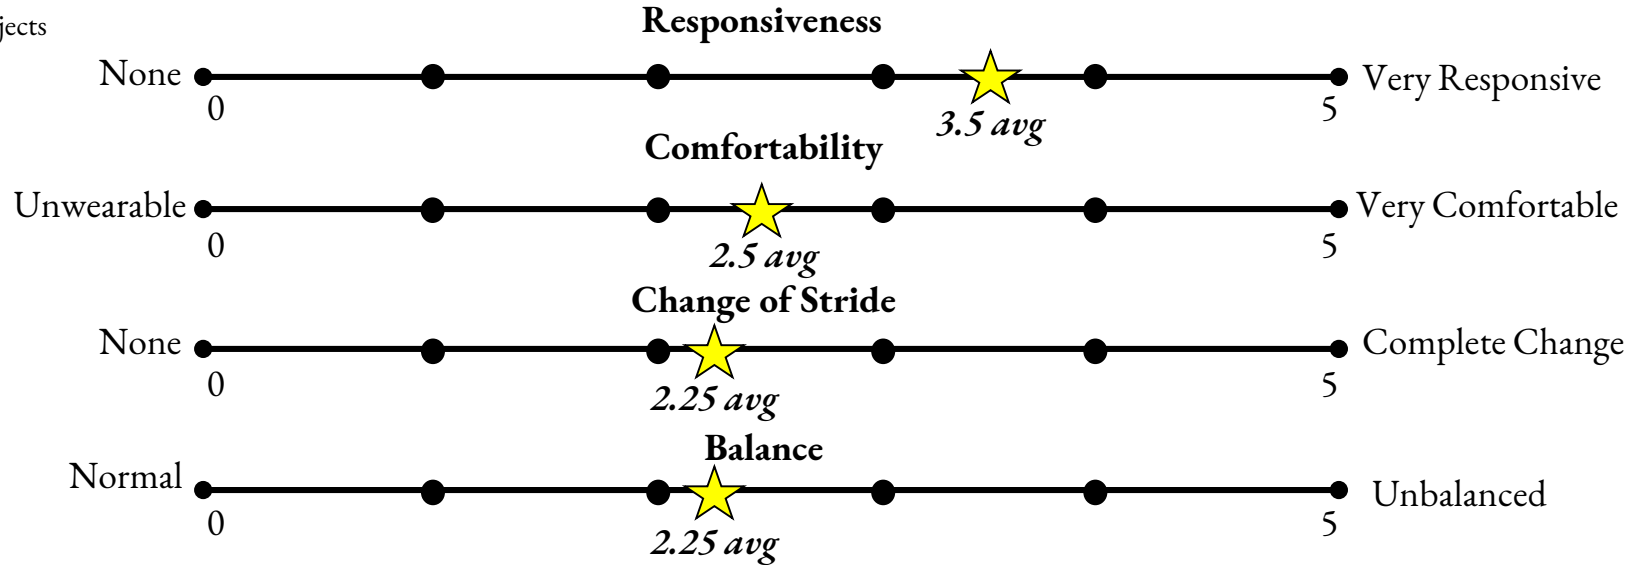 jects
Responsiveness
None
Very Responsive
0
5
3.5 avg
Comfortability
Unwearable
Very Comfortable
0
5
2.5 avg
Change of Stride
None
Complete Change
0
5
2.25 avg
Balance
Normal
Unbalanced
0
5
2.25 avg